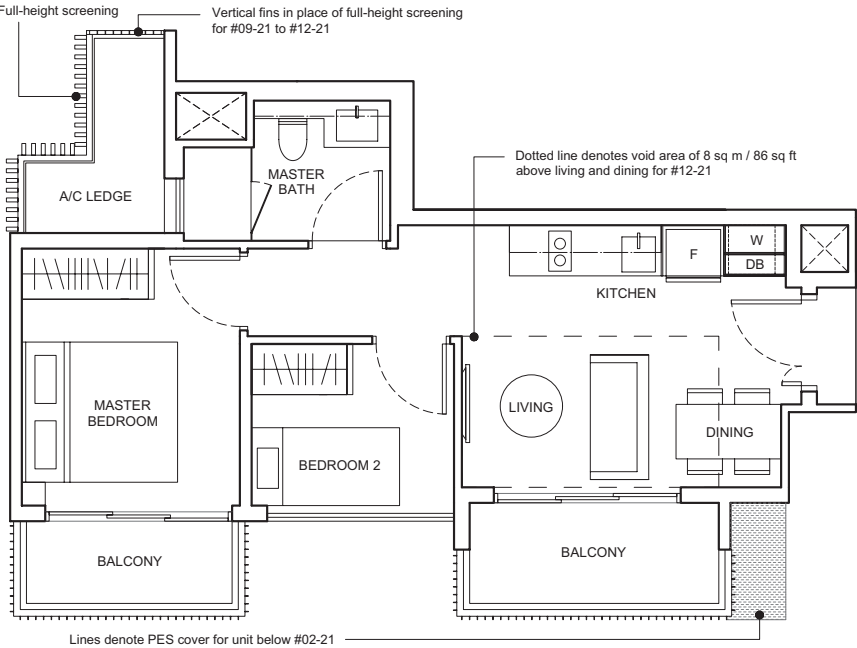 Full-height screening
Vertical fins in place of full-height screening
for #09-21 to #12-21
Dotted line denotes void area of 8 sq m / 86 sq ft
above living and dining for #12-21
MASTER
BATH
A/C LEDGE
W
F
DB
KITCHEN
MASTER
BEDROOM
LIVING
DINING
BEDROOM 2
BALCONY
BALCONY
Lines denote PES cover for unit below #02-21